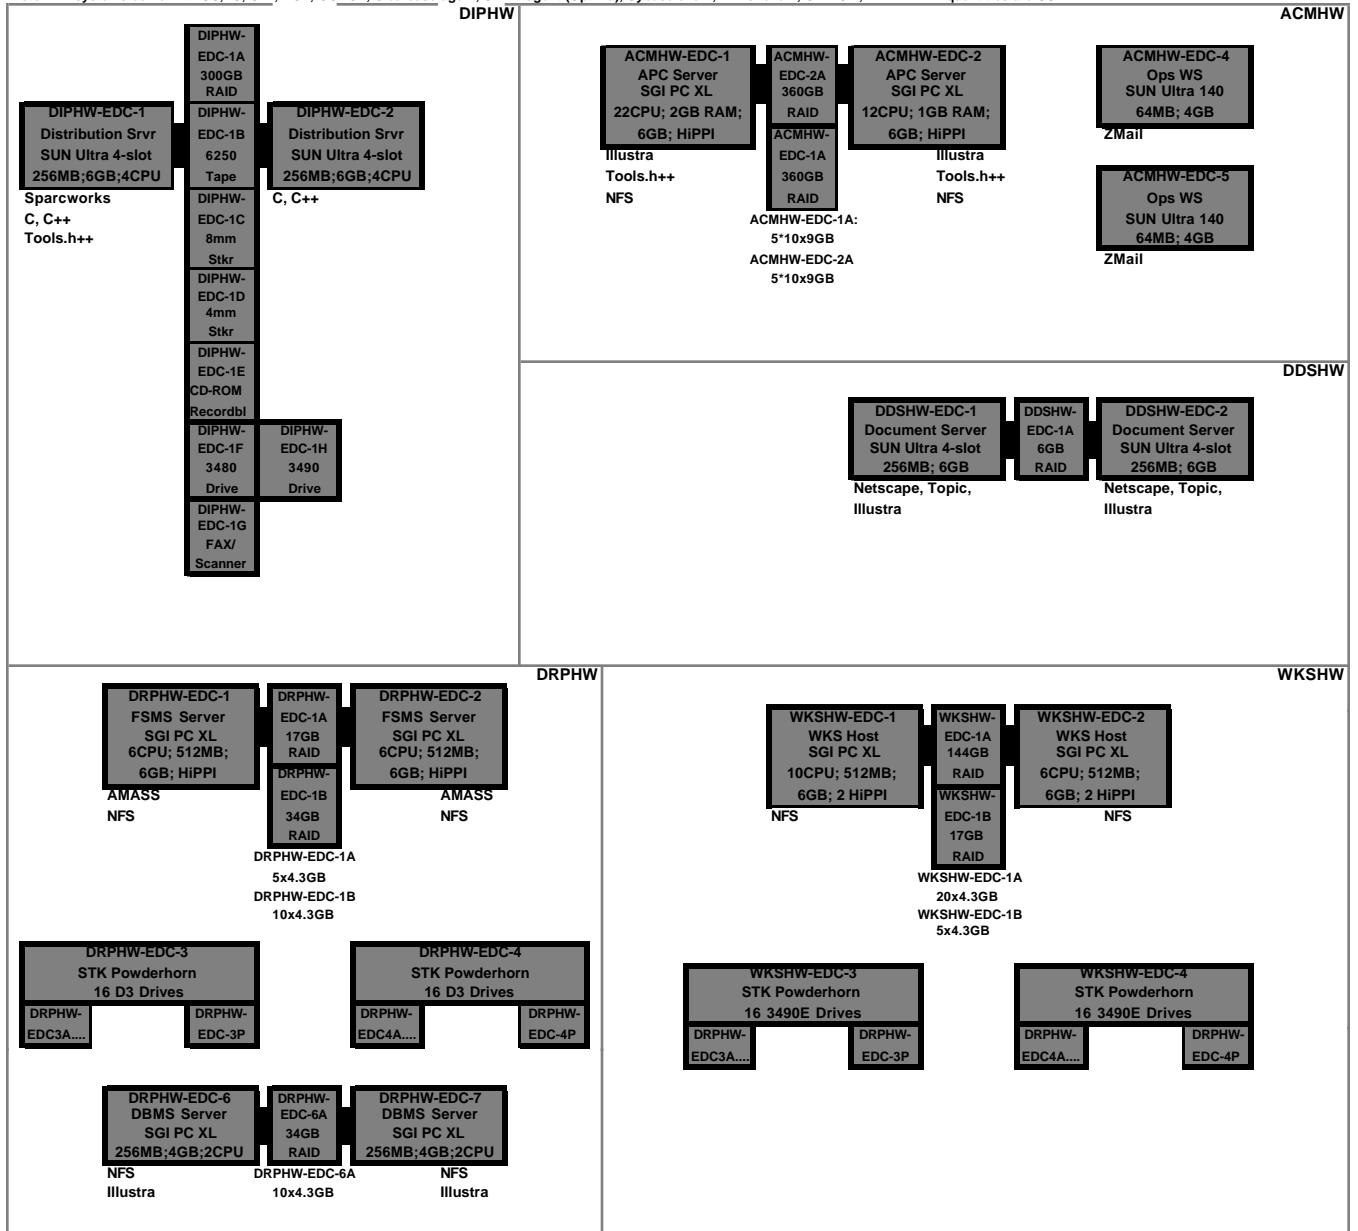 DIPHW
DIPHW-
EDC-1A
300GB
RAID
DIPHW-EDC-1
Distribution Srvr
SUN Ultra 4-slot
256MB;6GB;4CPU
Sparcworks
C, C++
Tools.h++
DIPHW-
EDC-1B
6250
Tape
DIPHW-EDC-2
Distribution Srvr
SUN Ultra 4-slot
256MB;6GB;4CPU
C, C++
DIPHW-
EDC-1C
8mm
Stkr
DIPHW-
EDC-1D
4mm
Stkr
DIPHW-
EDC-1E
CD-ROM
Recordbl
DIPHW-
EDC-1F
3480
Drive
DIPHW-
EDC-1H
3490
Drive
DIPHW-
EDC-1G
FAX/
Scanner
ACMHW
ACMHW-EDC-1
APC Server
SGI PC XL
22CPU; 2GB RAM;
6GB; HiPPI
Illustra
Tools.h++
NFS
ACMHW-
EDC-2A
360GB
RAID
ACMHW-
EDC-1A
360GB
RAID
ACMHW-EDC-1A:
5*10x9GB
ACMHW-EDC-2A
5*10x9GB
ACMHW-EDC-2
APC Server
SGI PC XL
12CPU; 1GB RAM;
6GB; HiPPI
Illustra
Tools.h++
NFS
ACMHW-EDC-4
Ops WS
SUN Ultra 140
64MB; 4GB
ZMail
ACMHW-EDC-5
Ops WS
SUN Ultra 140
64MB; 4GB
ZMail
DDSHW
DDSHW-EDC-1
Document Server
SUN Ultra 4-slot
256MB; 6GB
Netscape, Topic,
Illustra
DDSHW-
EDC-1A
6GB
RAID
DDSHW-EDC-2
Document Server
SUN Ultra 4-slot
256MB; 6GB
Netscape, Topic,
Illustra
DRPHW
DRPHW-EDC-1
FSMS Server
SGI PC XL
6CPU; 512MB;
6GB; HiPPI
AMASS
NFS
DRPHW-
EDC-1A
17GB
RAID
DRPHW-
EDC-1B
34GB
RAID
DRPHW-EDC-1A
5x4.3GB
DRPHW-EDC-1B
10x4.3GB
DRPHW-EDC-2
FSMS Server
SGI PC XL
6CPU; 512MB;
6GB; HiPPI
AMASS
NFS
DRPHW-EDC-3
STK Powderhorn
16 D3 Drives
DRPHW-
EDC3A....
DRPHW-
EDC-3P
DRPHW-EDC-4
STK Powderhorn
16 D3 Drives
DRPHW-
EDC4A....
DRPHW-
EDC-4P
DRPHW-EDC-6
DBMS Server
SGI PC XL
256MB;4GB;2CPU
NFS
Illustra
DRPHW-
EDC-6A
34GB
RAID
DRPHW-EDC-6A
10x4.3GB
DRPHW-EDC-7
DBMS Server
SGI PC XL
256MB;4GB;2CPU
NFS
Illustra
WKSHW
WKSHW-EDC-1
WKS Host
SGI PC XL
10CPU; 512MB;
6GB; 2 HiPPI
NFS
WKSHW-
EDC-1A
144GB
RAID
WKSHW-
EDC-1B
17GB
RAID
WKSHW-EDC-1A
20x4.3GB
WKSHW-EDC-1B
5x4.3GB
WKSHW-EDC-2
WKS Host
SGI PC XL
6CPU; 512MB;
6GB; 2 HiPPI
NFS
WKSHW-EDC-3
STK Powderhorn
16 3490E Drives
DRPHW-
EDC3A....
DRPHW-
EDC-3P
WKSHW-EDC-4
STK Powderhorn
16 3490E Drives
DRPHW-
EDC4A....
DRPHW-
EDC-4P